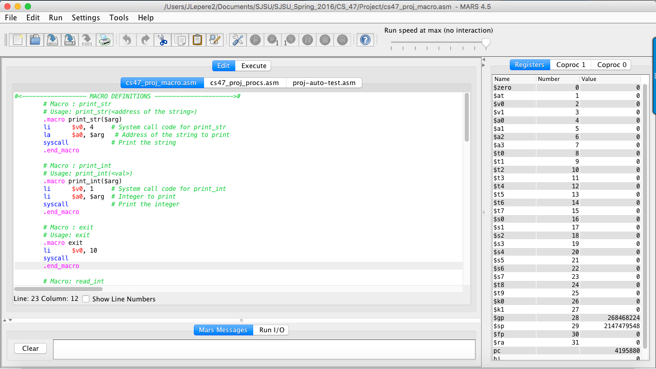 /Users/JLepere2/Documents/SJSU/SJSU_Spring_2016/CS_47/Project/cs47_proj_macro.asm - MARS 4.5
File Edit Run Settings Tools Help
Run speed at max (no interaction)
Edit Execute
cs47_proj_macro.asm cs47_proj_procs.asm proj-auto-test.asm
#<------------------ MACRO DEFINITIONS ---------------------->#
# Macro : print_str
# Usage: print_str(<address of the string>)
.macro print_str($arg)
li $v0, 4 # System call code for print_str
la $a0, $arg # Address of the string to print
syscall # Print the string
.end_macro
# Macro : print_int
# Usage: print_int(<val>)
.macro print_int($arg)
li $v0, 1 # System call code for print_int
li $a0, $arg # Integer to print
syscall # Print the integer
.end_macro
# Macro : exit
# Usage: exit
.macro exit
li $v0, 10
syscall
.end_macro
# Macro: read_int
Line: 23 Column: 12 Show Line Numbers
Mars Messages Run I/O
Clear
Registers Coproc 1 Coproc 0
Name Number Value
$zero 0 0
$at 1 0
$v0 2 0
$v1 3 0
$a0 4 0
$a1 5 0
$a2 6 0
$a3 7 0
$t0 8 0
$t1 9 0
$t2 10 0
$t3 11 0
$t4 12 0
$t5 13 0
$t6 14 0
$t7 15 0
$s0 16 0
$s1 17 0
$s2 18 0
$s3 19 0
$s4 20 0
$s5 21 0
$s6 22 0
$s7 23 0
$t8 24 0
$t9 25 0
$k0 26 0
$k1 27 0
$gp 28 268468224
$sp 29 2147479548
$fp 30 0
$ra 31 0
pc 4195880
hi 0